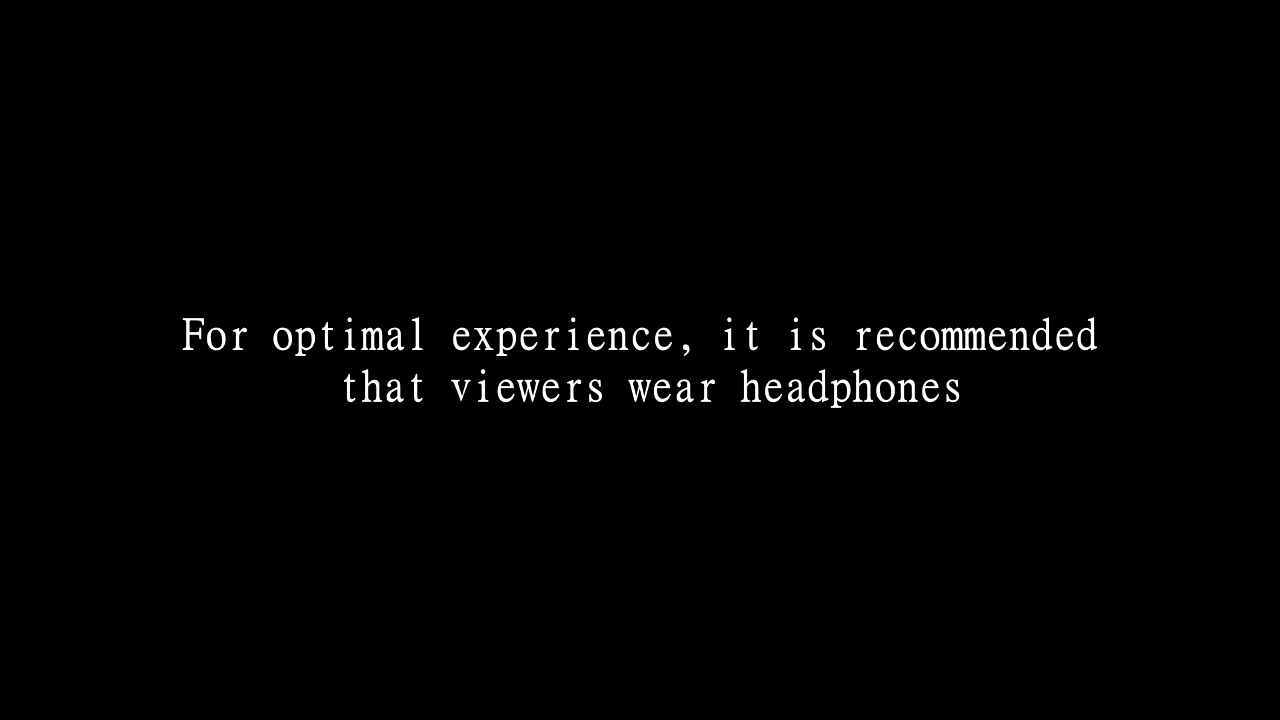 For optimal experience, it is recommended
that viewers wear headphones